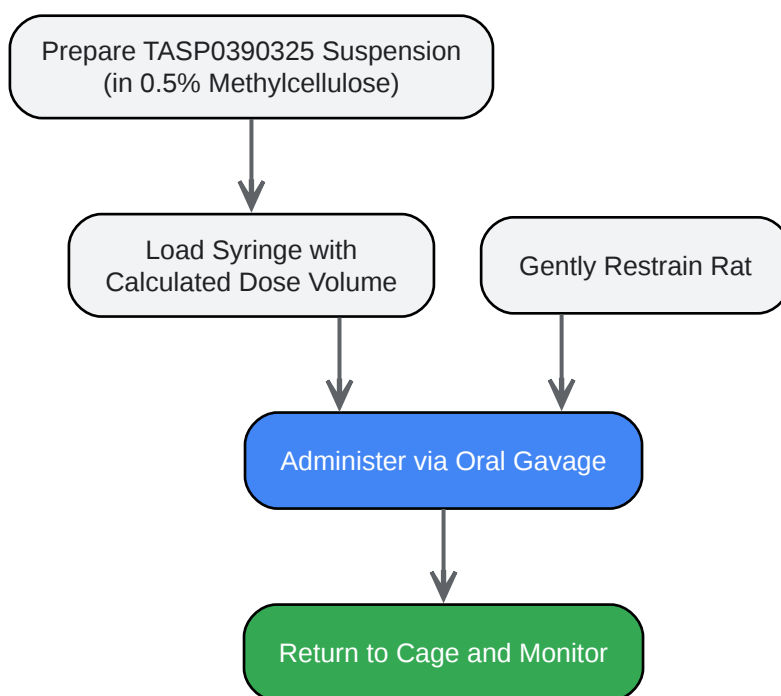 Prepare TASP0390325 Suspension
(in 0.5% Methylcellulose)
Load Syringe with
Calculated Dose Volume
Gently Restrain Rat
Administer via Oral Gavage
Return to Cage and Monitor